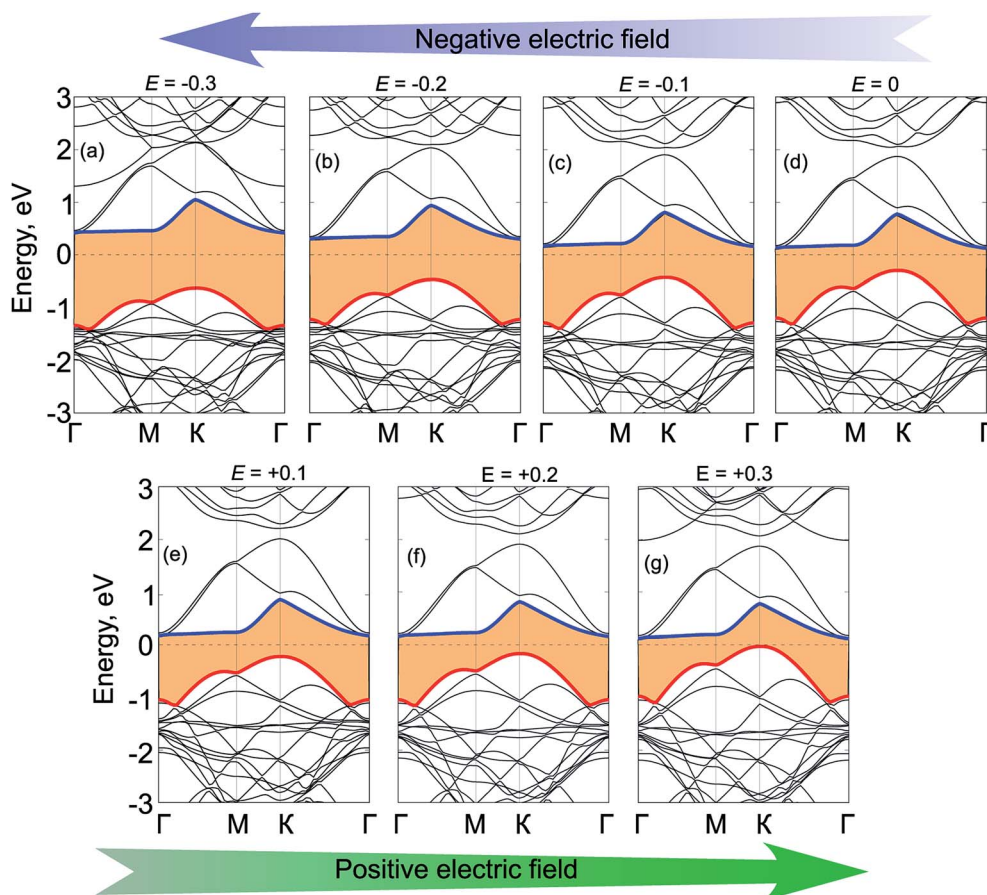 Negative electric field
E = -0.3 E = -0.2 E = -0.1 E = 0
Energy, eV
3
2
1
0
-1
-2
-3
(a) (b) (c) (d)
Γ M K Γ Γ M K Γ Γ M K Γ Γ M K Γ
E = +0.1 E = +0.2 E = +0.3
Energy, eV
3
2
1
0
-1
-2
-3
(e) (f) (g)
Γ M K Γ Γ M K Γ Γ M K Γ
Positive electric field